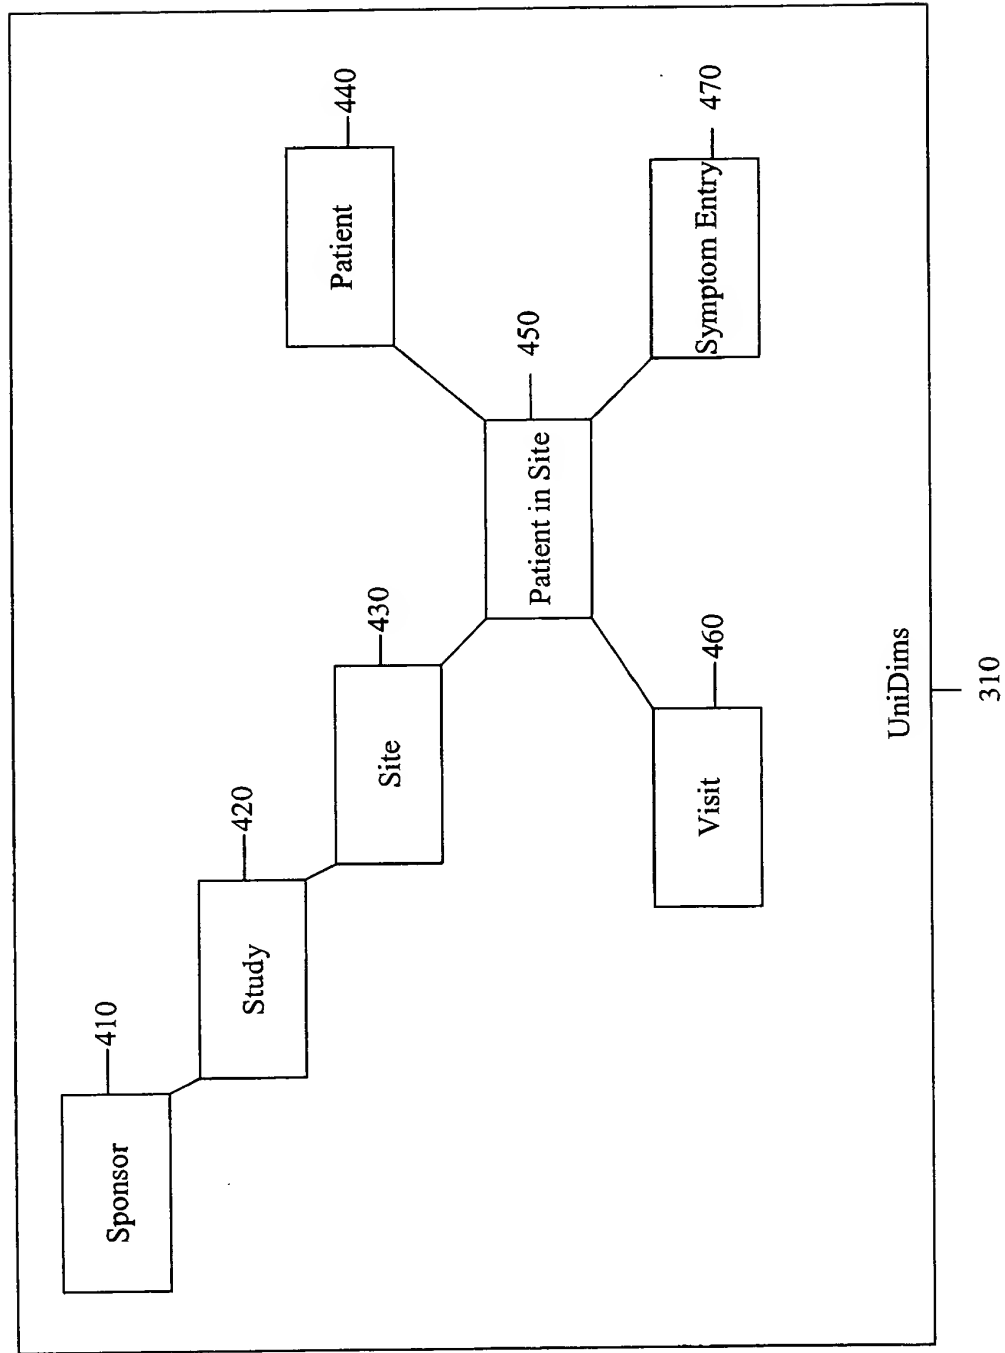 Sponsor
410
Study
420
Site
430
Patient
440
Patient in Site
450
Visit
460
Symptom Entry
470
UniDims
310